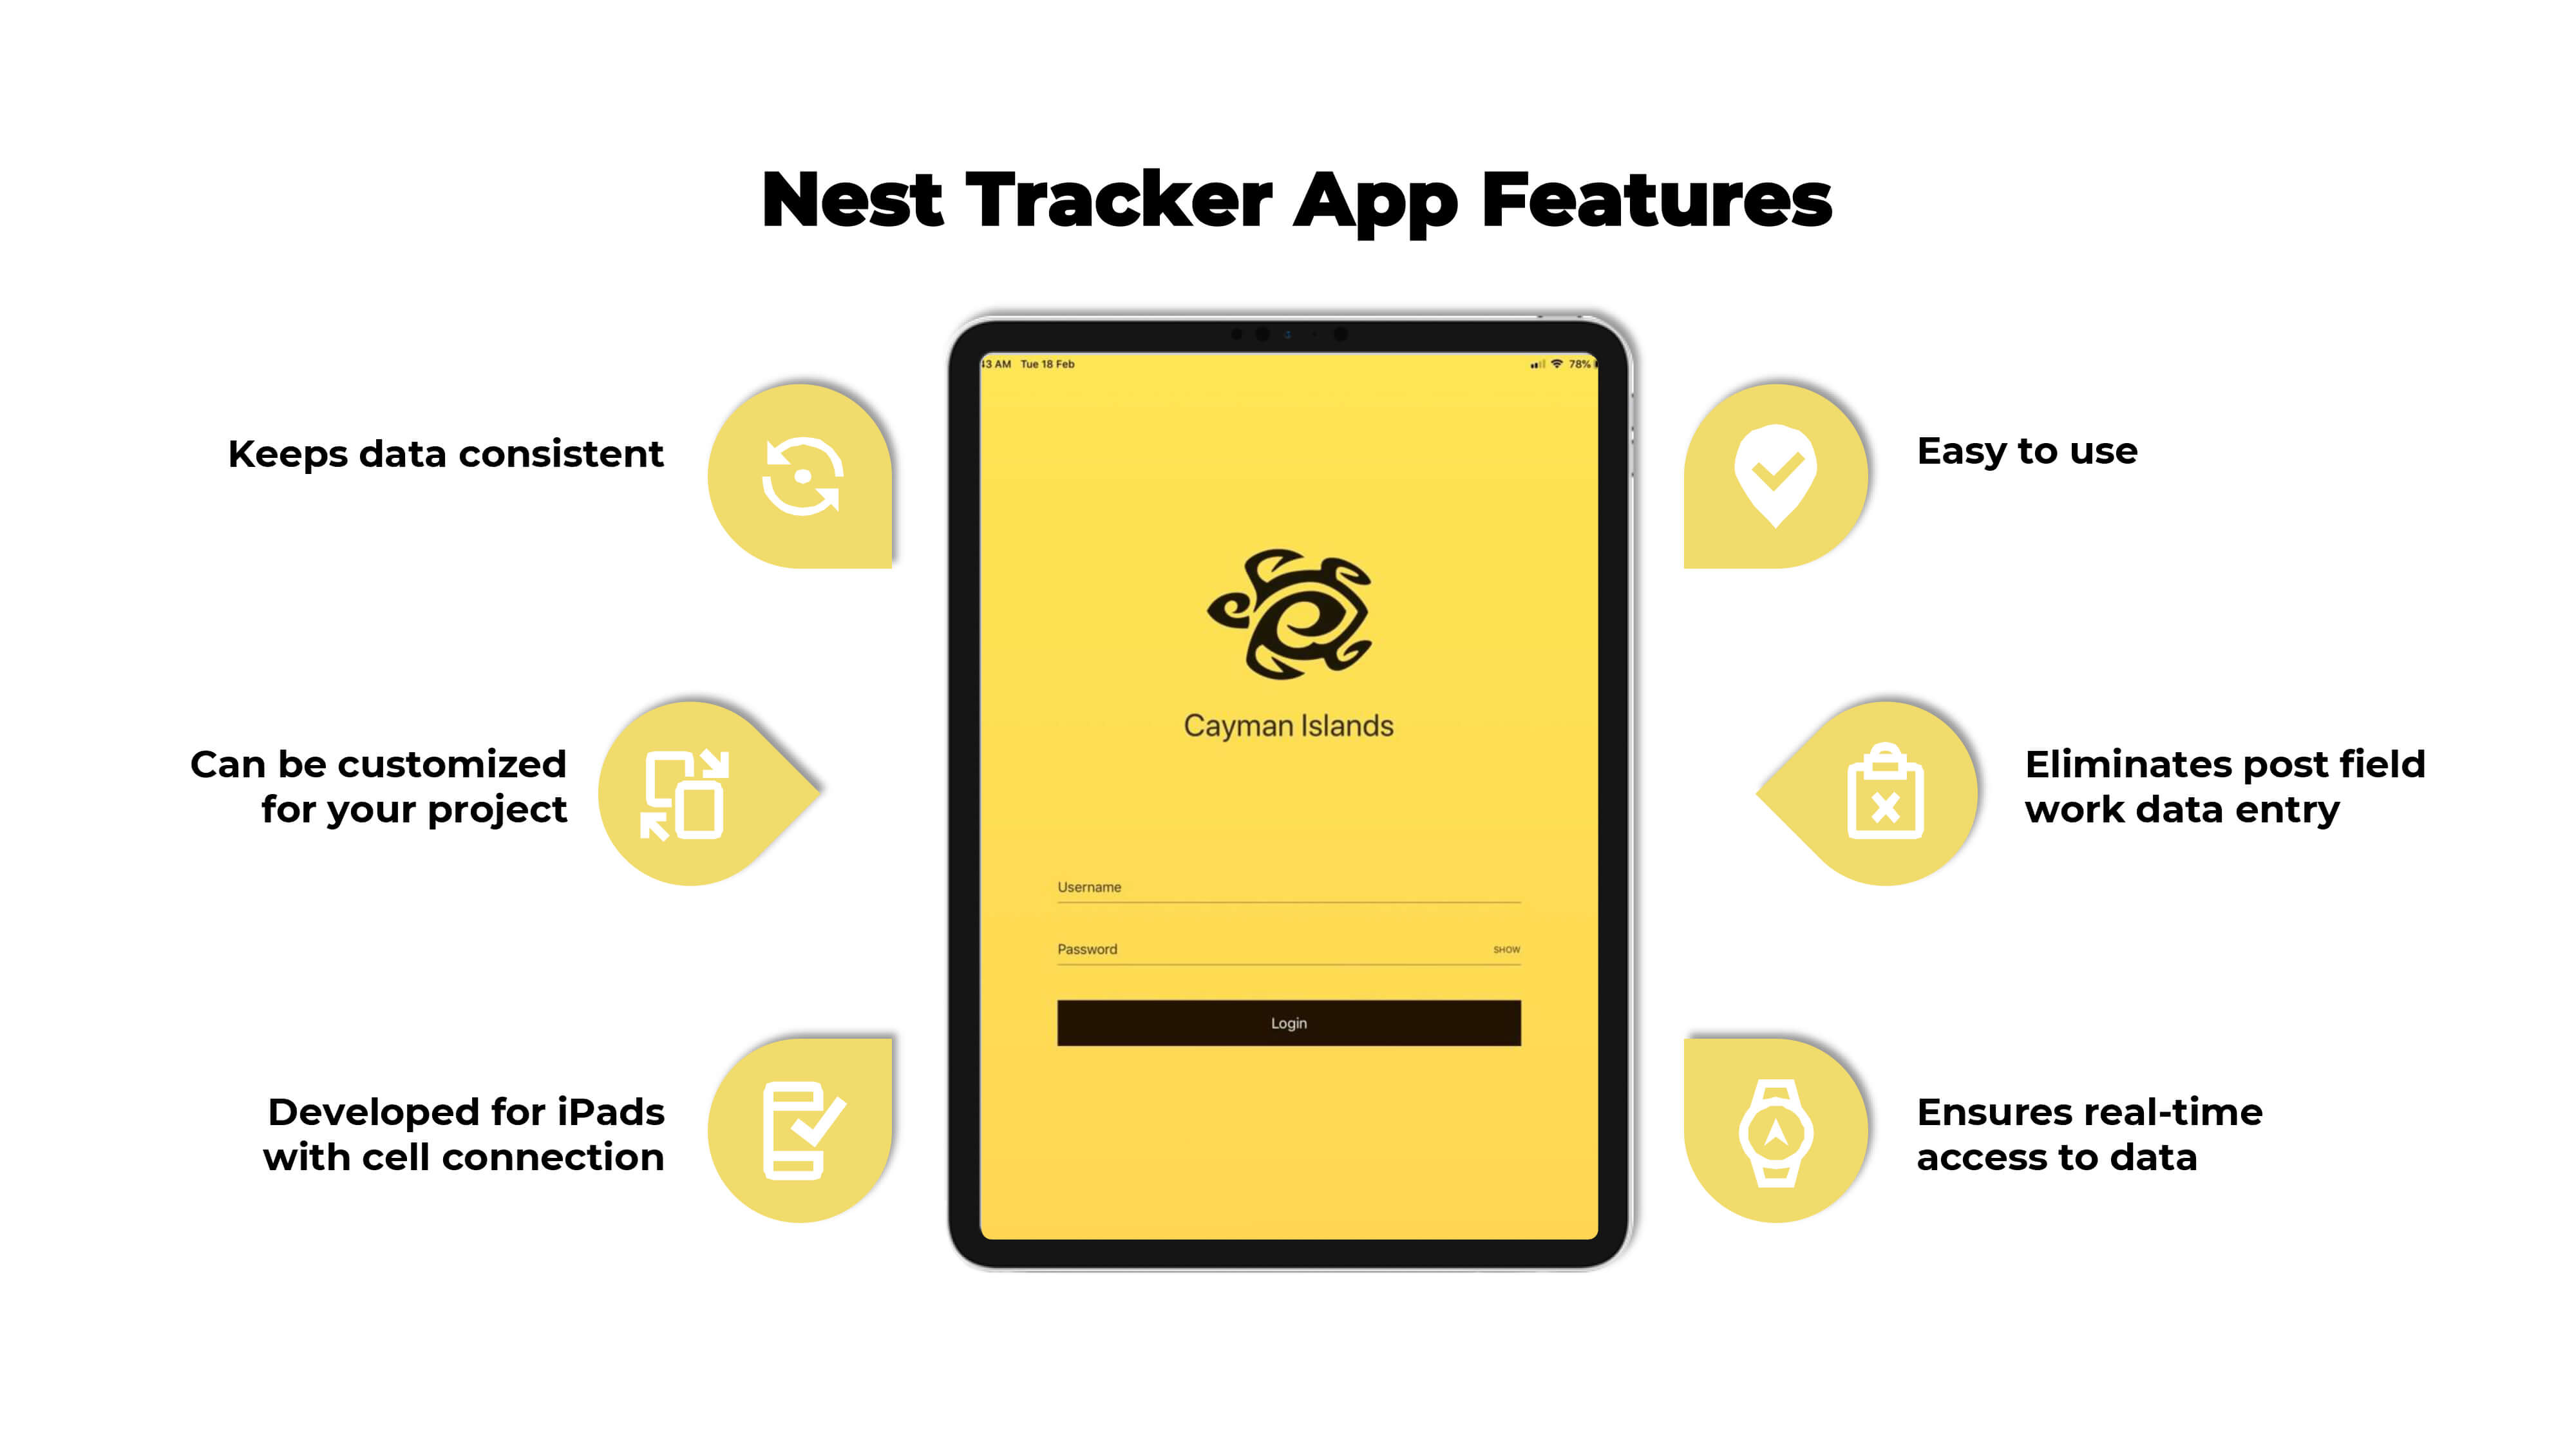 Nest Tracker App Features
Keeps data consistent
Can be customized
for your project
Developed for iPads
with cell connection
3 AM Tue 18 Feb
78%
Cayman Islands
Username
Password
SHOW
Login
Easy to use
Eliminates post field
work data entry
Ensures real-time
access to data